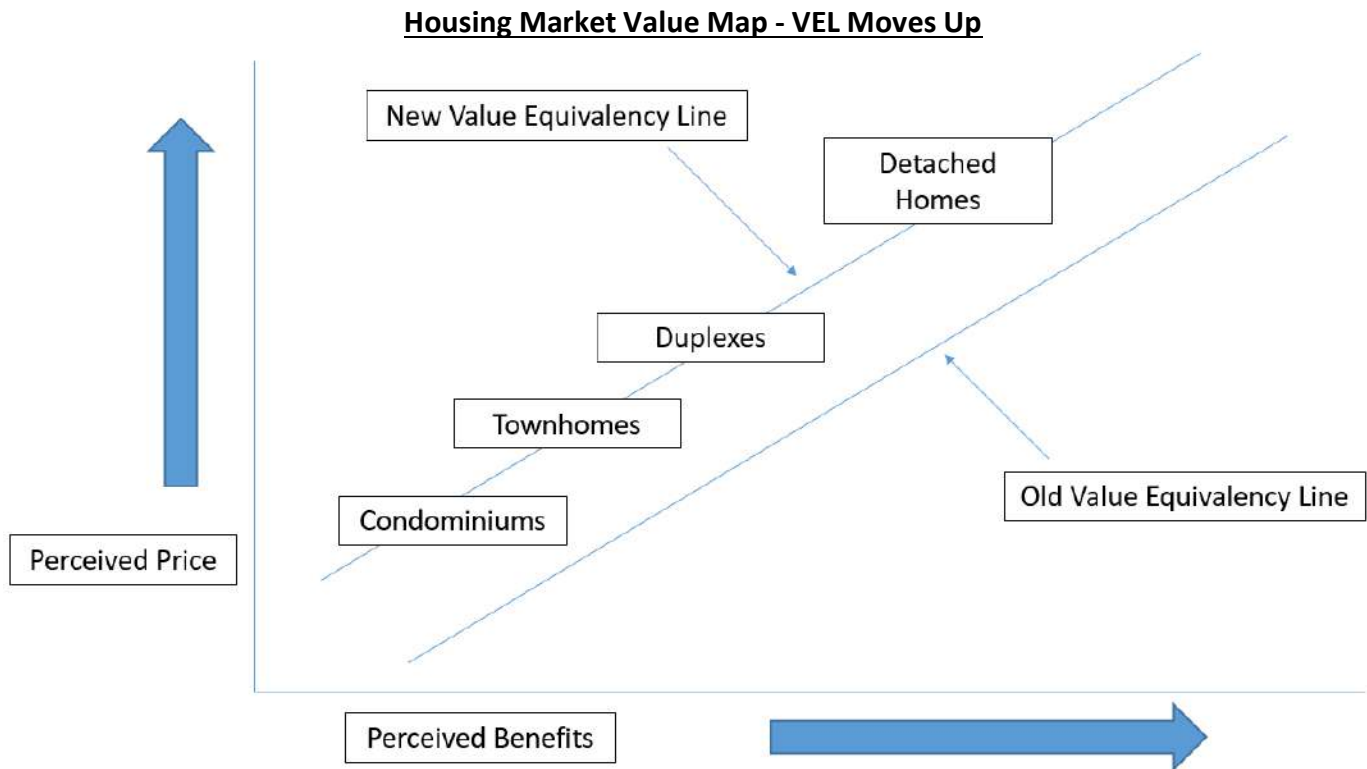 Housing Market Value Map - VEL Moves Up
New Value Equivalency Line
Detached
Homes
Duplexes
Townhomes
Old Value Equivalency Line
Condominiums
Perceived Price
Perceived Benefits